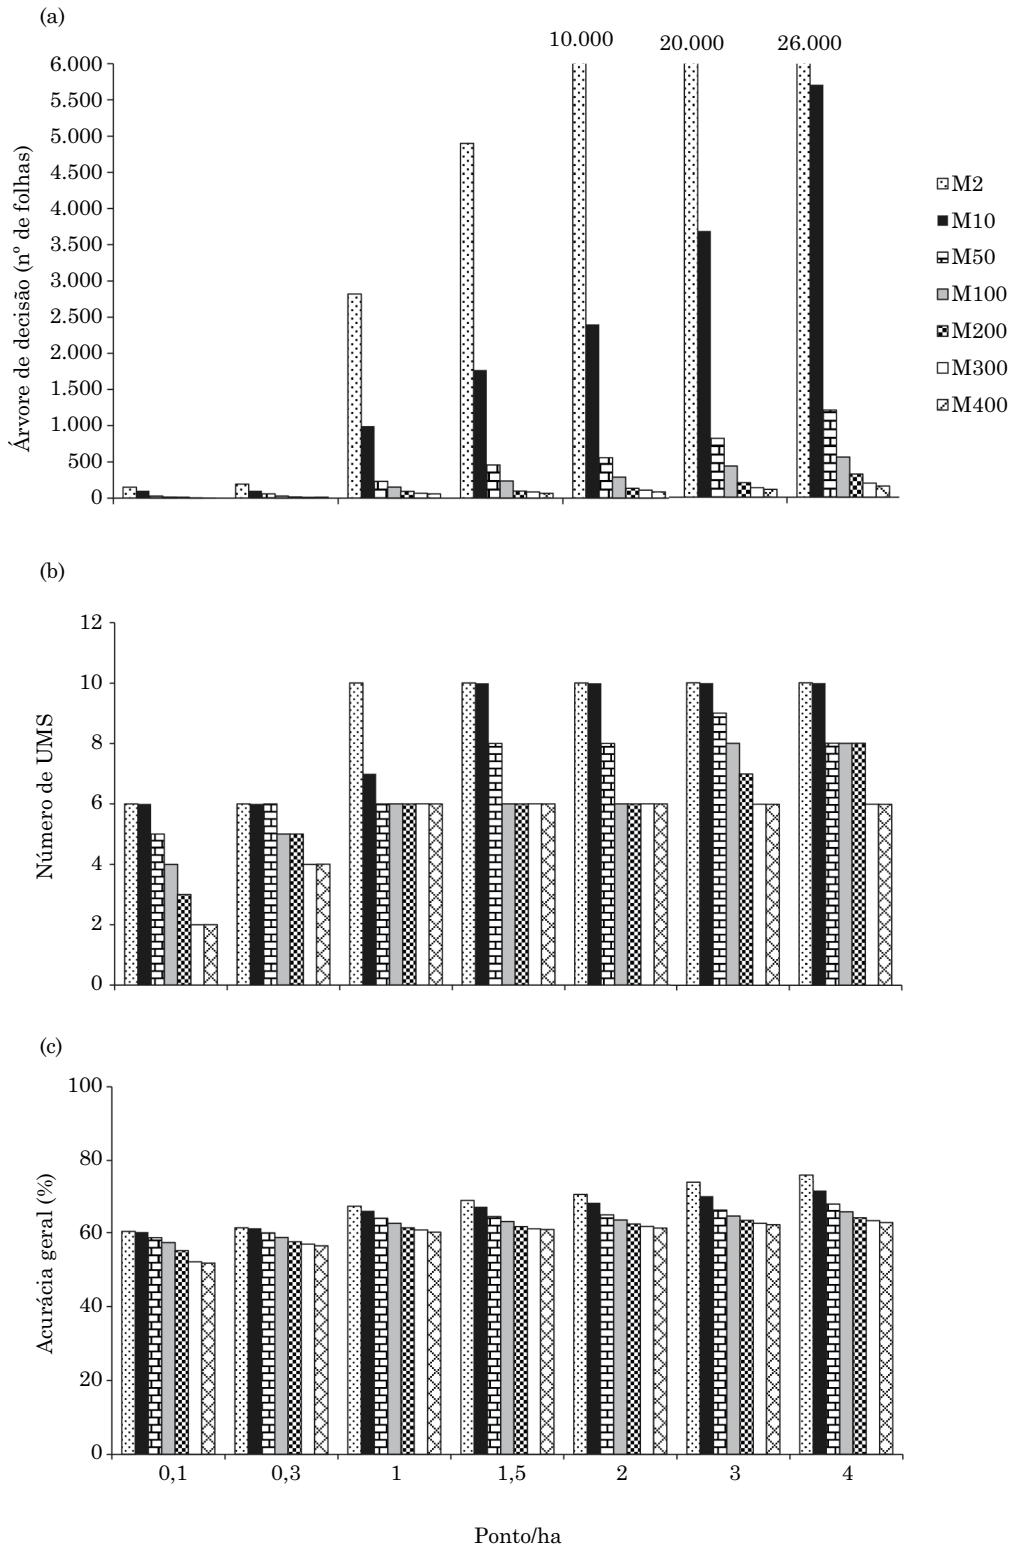 (a)
10.000
20.000
26.000
6.000
5.500
5.000
4.500
4.000
3.500
3.000
2.500
2.000
1.500
1.000
500
0
Árvore de decisão (nº de folhas)
M2
M10
M50
M100
M200
M300
M400
(b)
12
10
8
6
4
2
0
Número de UMS
(c)
100
80
60
40
20
0
Acurácia geral (%)
0,1
0,3
1
1,5
2
3
4
Ponto/ha